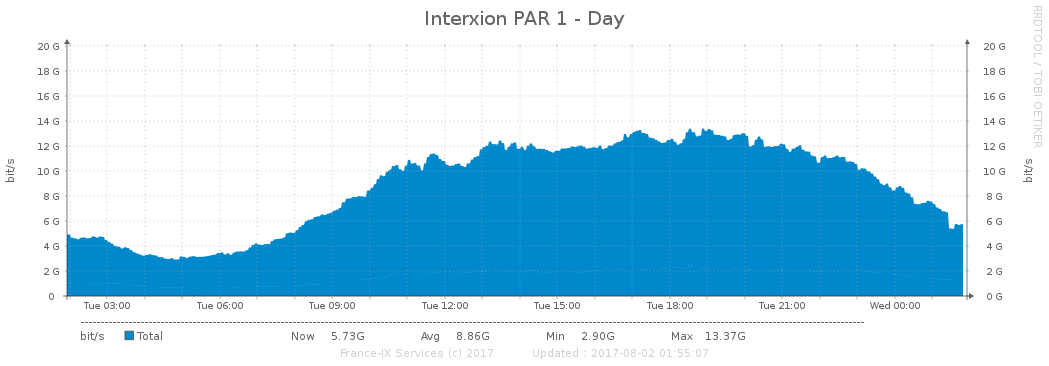 Interxion PAR 1 - Day
RRDTOOL / TOBI OETIKER
20 G 20 G
18 G 18 G
16 G 16 G
14 G 14 G
12 G 12 G
10 G 10 G
8 G 8 G
6 G 6 G
4 G 4 G
2 G 2 G
0 0 G
bit/s
bit/s
Tue 03:00 Tue 06:00 Tue 09:00 Tue 12:00 Tue 15:00 Tue 18:00 Tue 21:00 Wed 00:00
bit/s Total Now 5.73G Avg 8.86G Min 2.90G Max 13.37G
France-IX Services (c) 2017 Updated : 2017-08-02 01:55:07